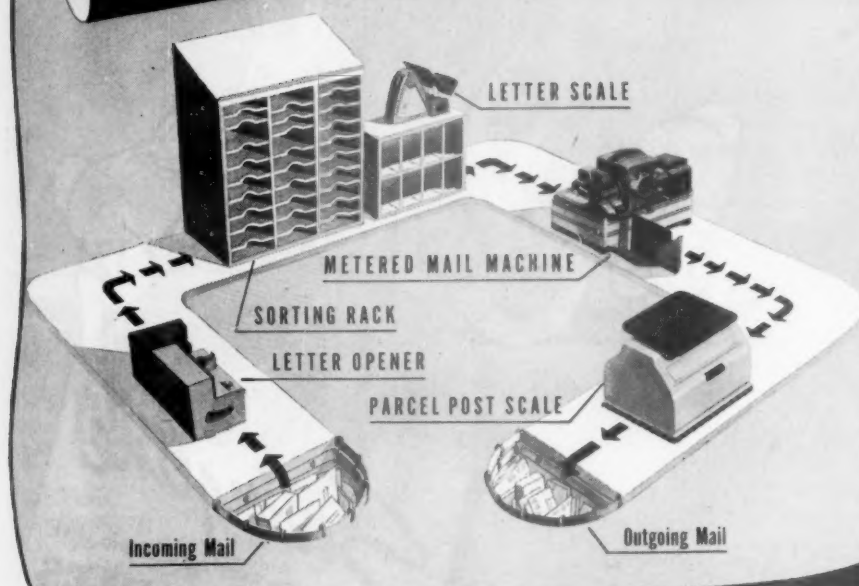 LETTER SCALE
METERED MAIL MACHINE
SORTING RACK
LETTER OPENER
PARCEL POST SCALE
Incoming Mail
Outgoing Mail